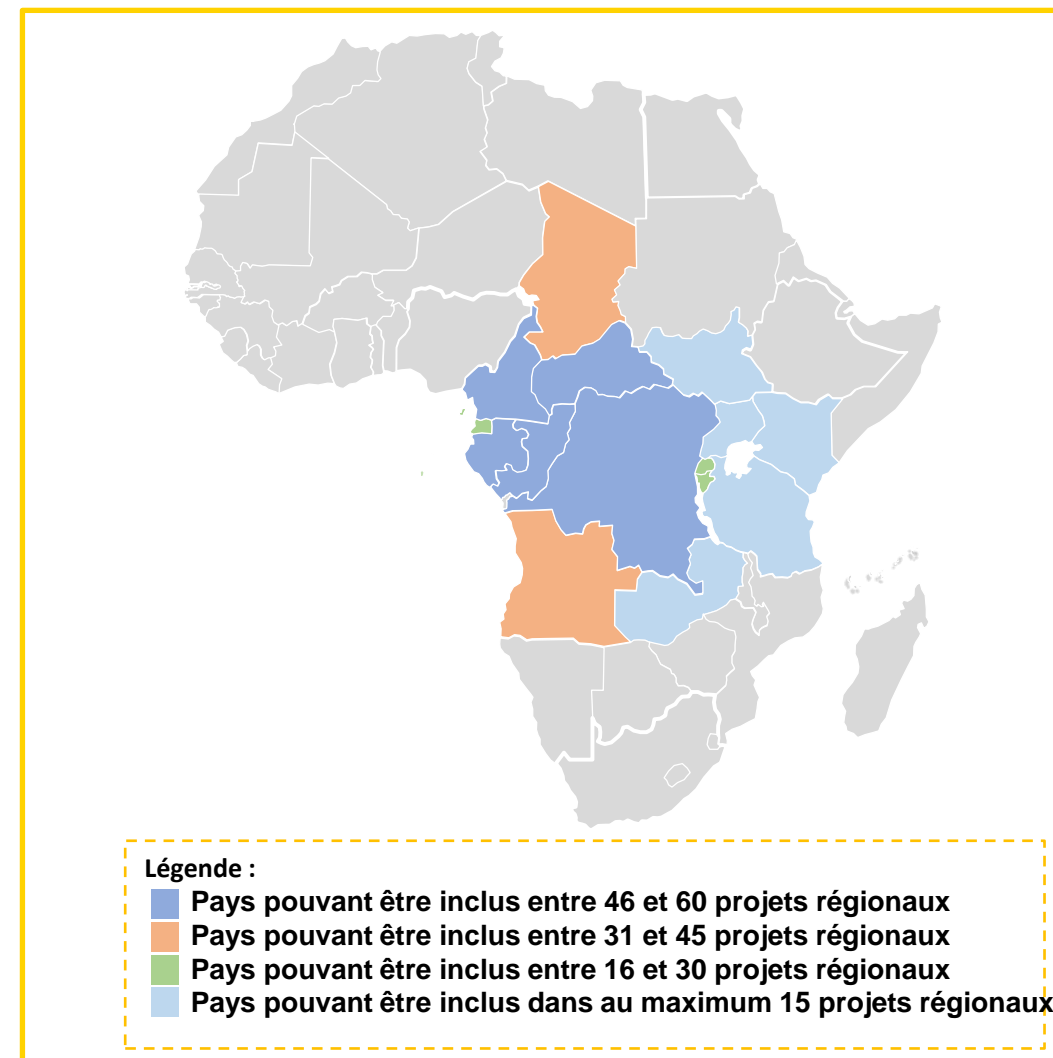 Légende :
Pays pouvant être inclus entre 46 et 60 projets régionaux
Pays pouvant être inclus entre 31 et 45 projets régionaux
Pays pouvant être inclus entre 16 et 30 projets régionaux
Pays pouvant être inclus dans au maximum 15 projets régionaux